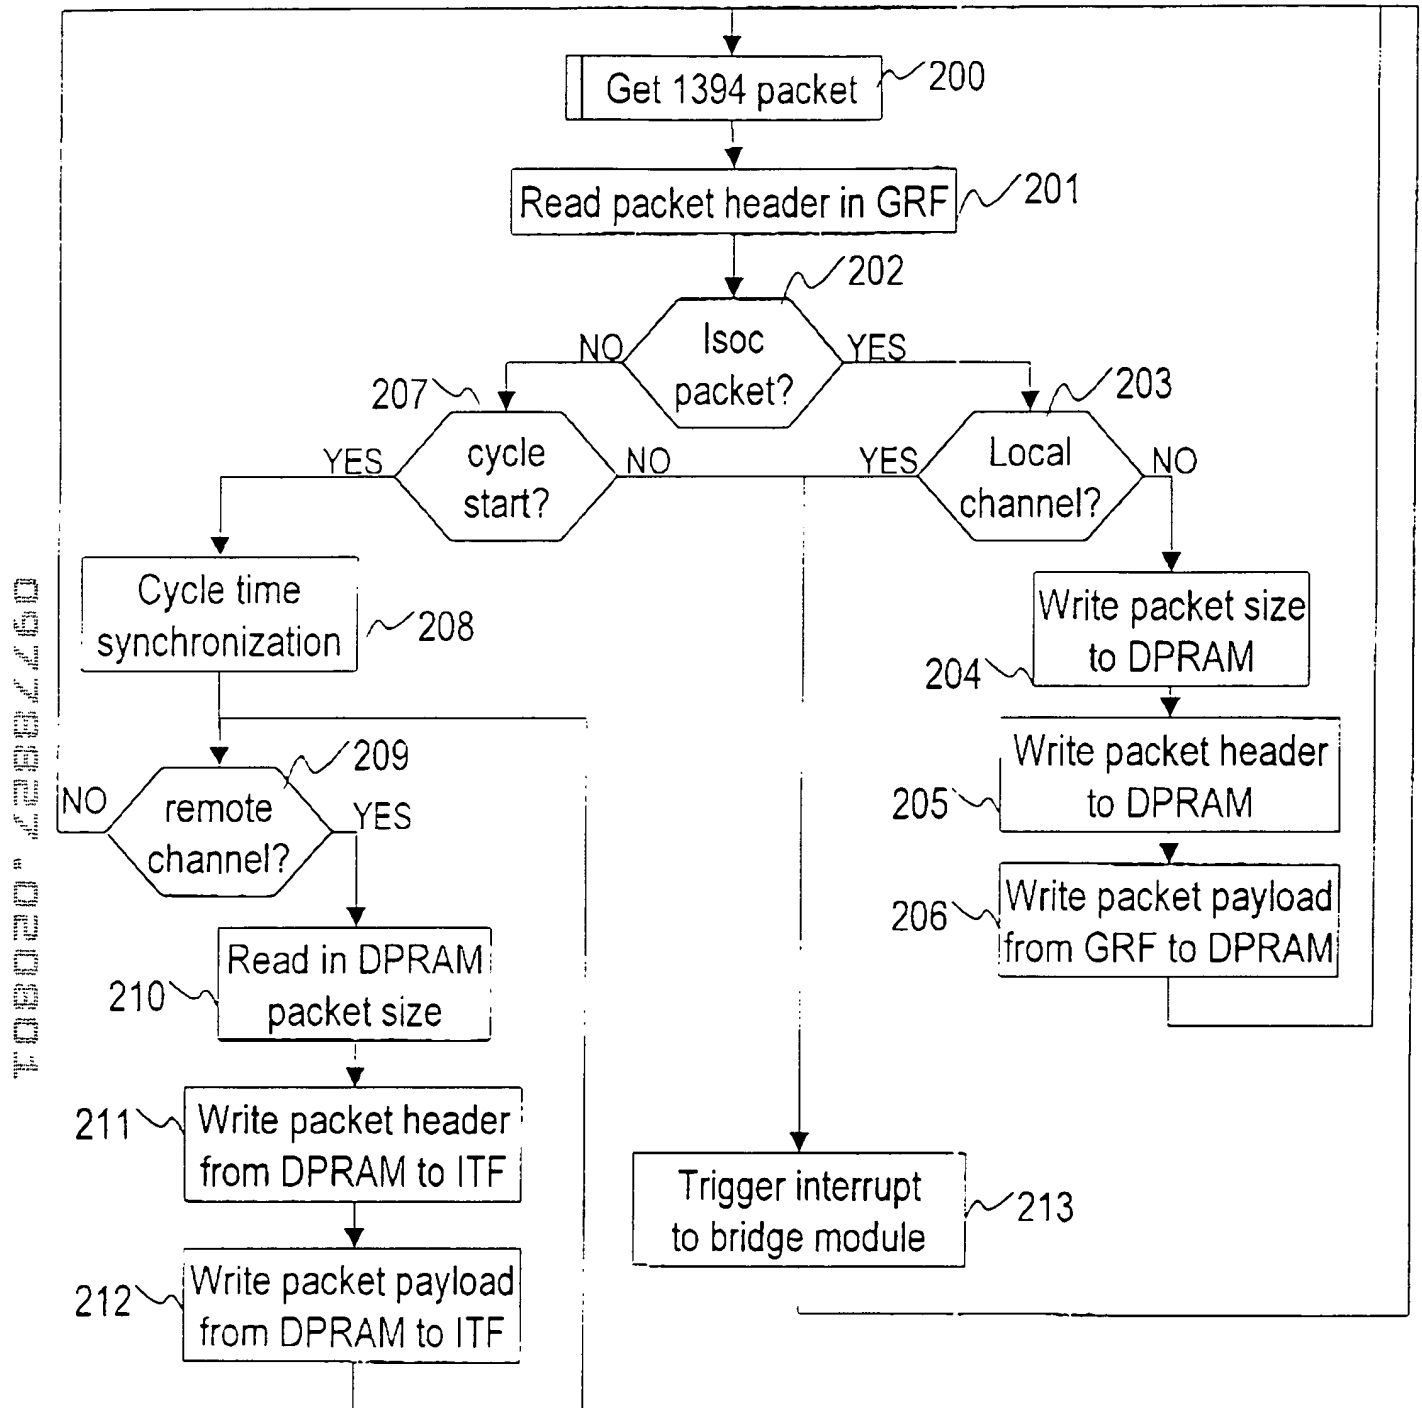 Get 1394 packet
200
Read packet header in GRF
201
202
Isoc
packet?
NO
YES
207
203
cycle
start?
YES
NO
Local
channel?
YES
NO
Cycle time
synchronization
208
Write packet size
to DPRAM
204
Write packet header
to DPRAM
205
209
remote
channel?
NO
YES
Write packet payload
from GRF to DPRAM
206
Read in DPRAM
packet size
210
Write packet header
from DPRAM to ITF
211
Trigger interrupt
to bridge module
213
Write packet payload
from DPRAM to ITF
212
09788727.020801